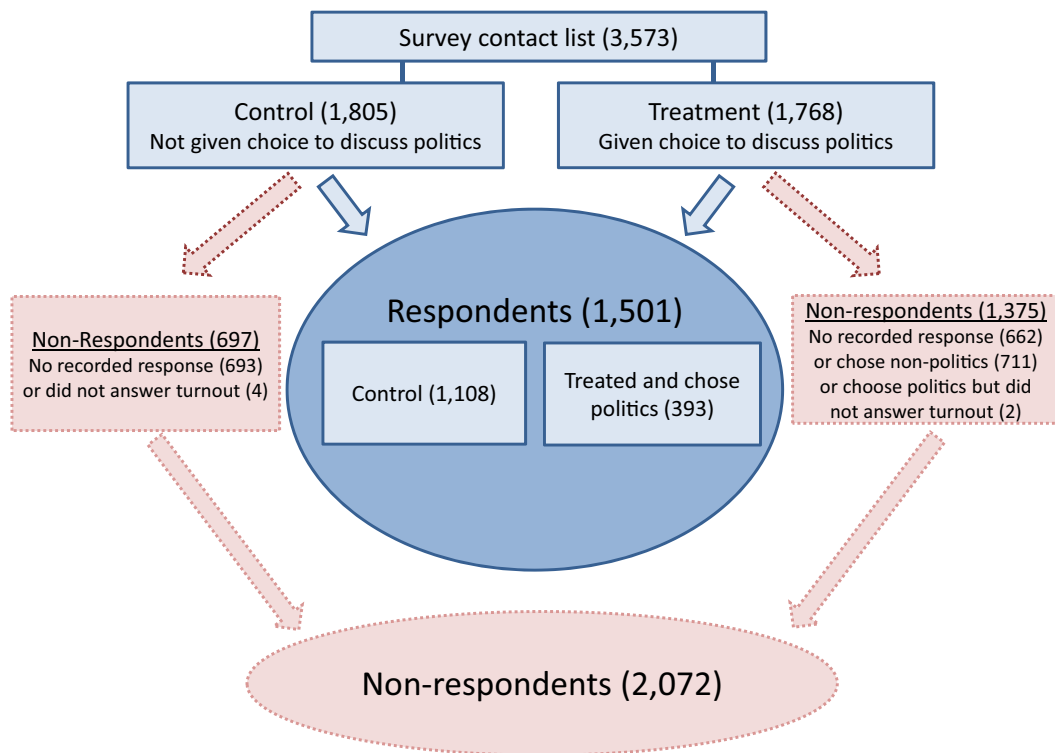 Survey contact list (3,573)
Control (1,805)
Not given choice to discuss politics
Treatment (1,768)
Given choice to discuss politics
Respondents (1,501)
Control (1,108)
Treated and chose
politics (393)
Non-Respondents (697)
No recorded response (693)
or did not answer turnout (4)
Non-respondents (1,375)
No recorded response (662)
or chose non-politics (711)
or choose politics but did
not answer turnout (2)
Non-respondents (2,072)